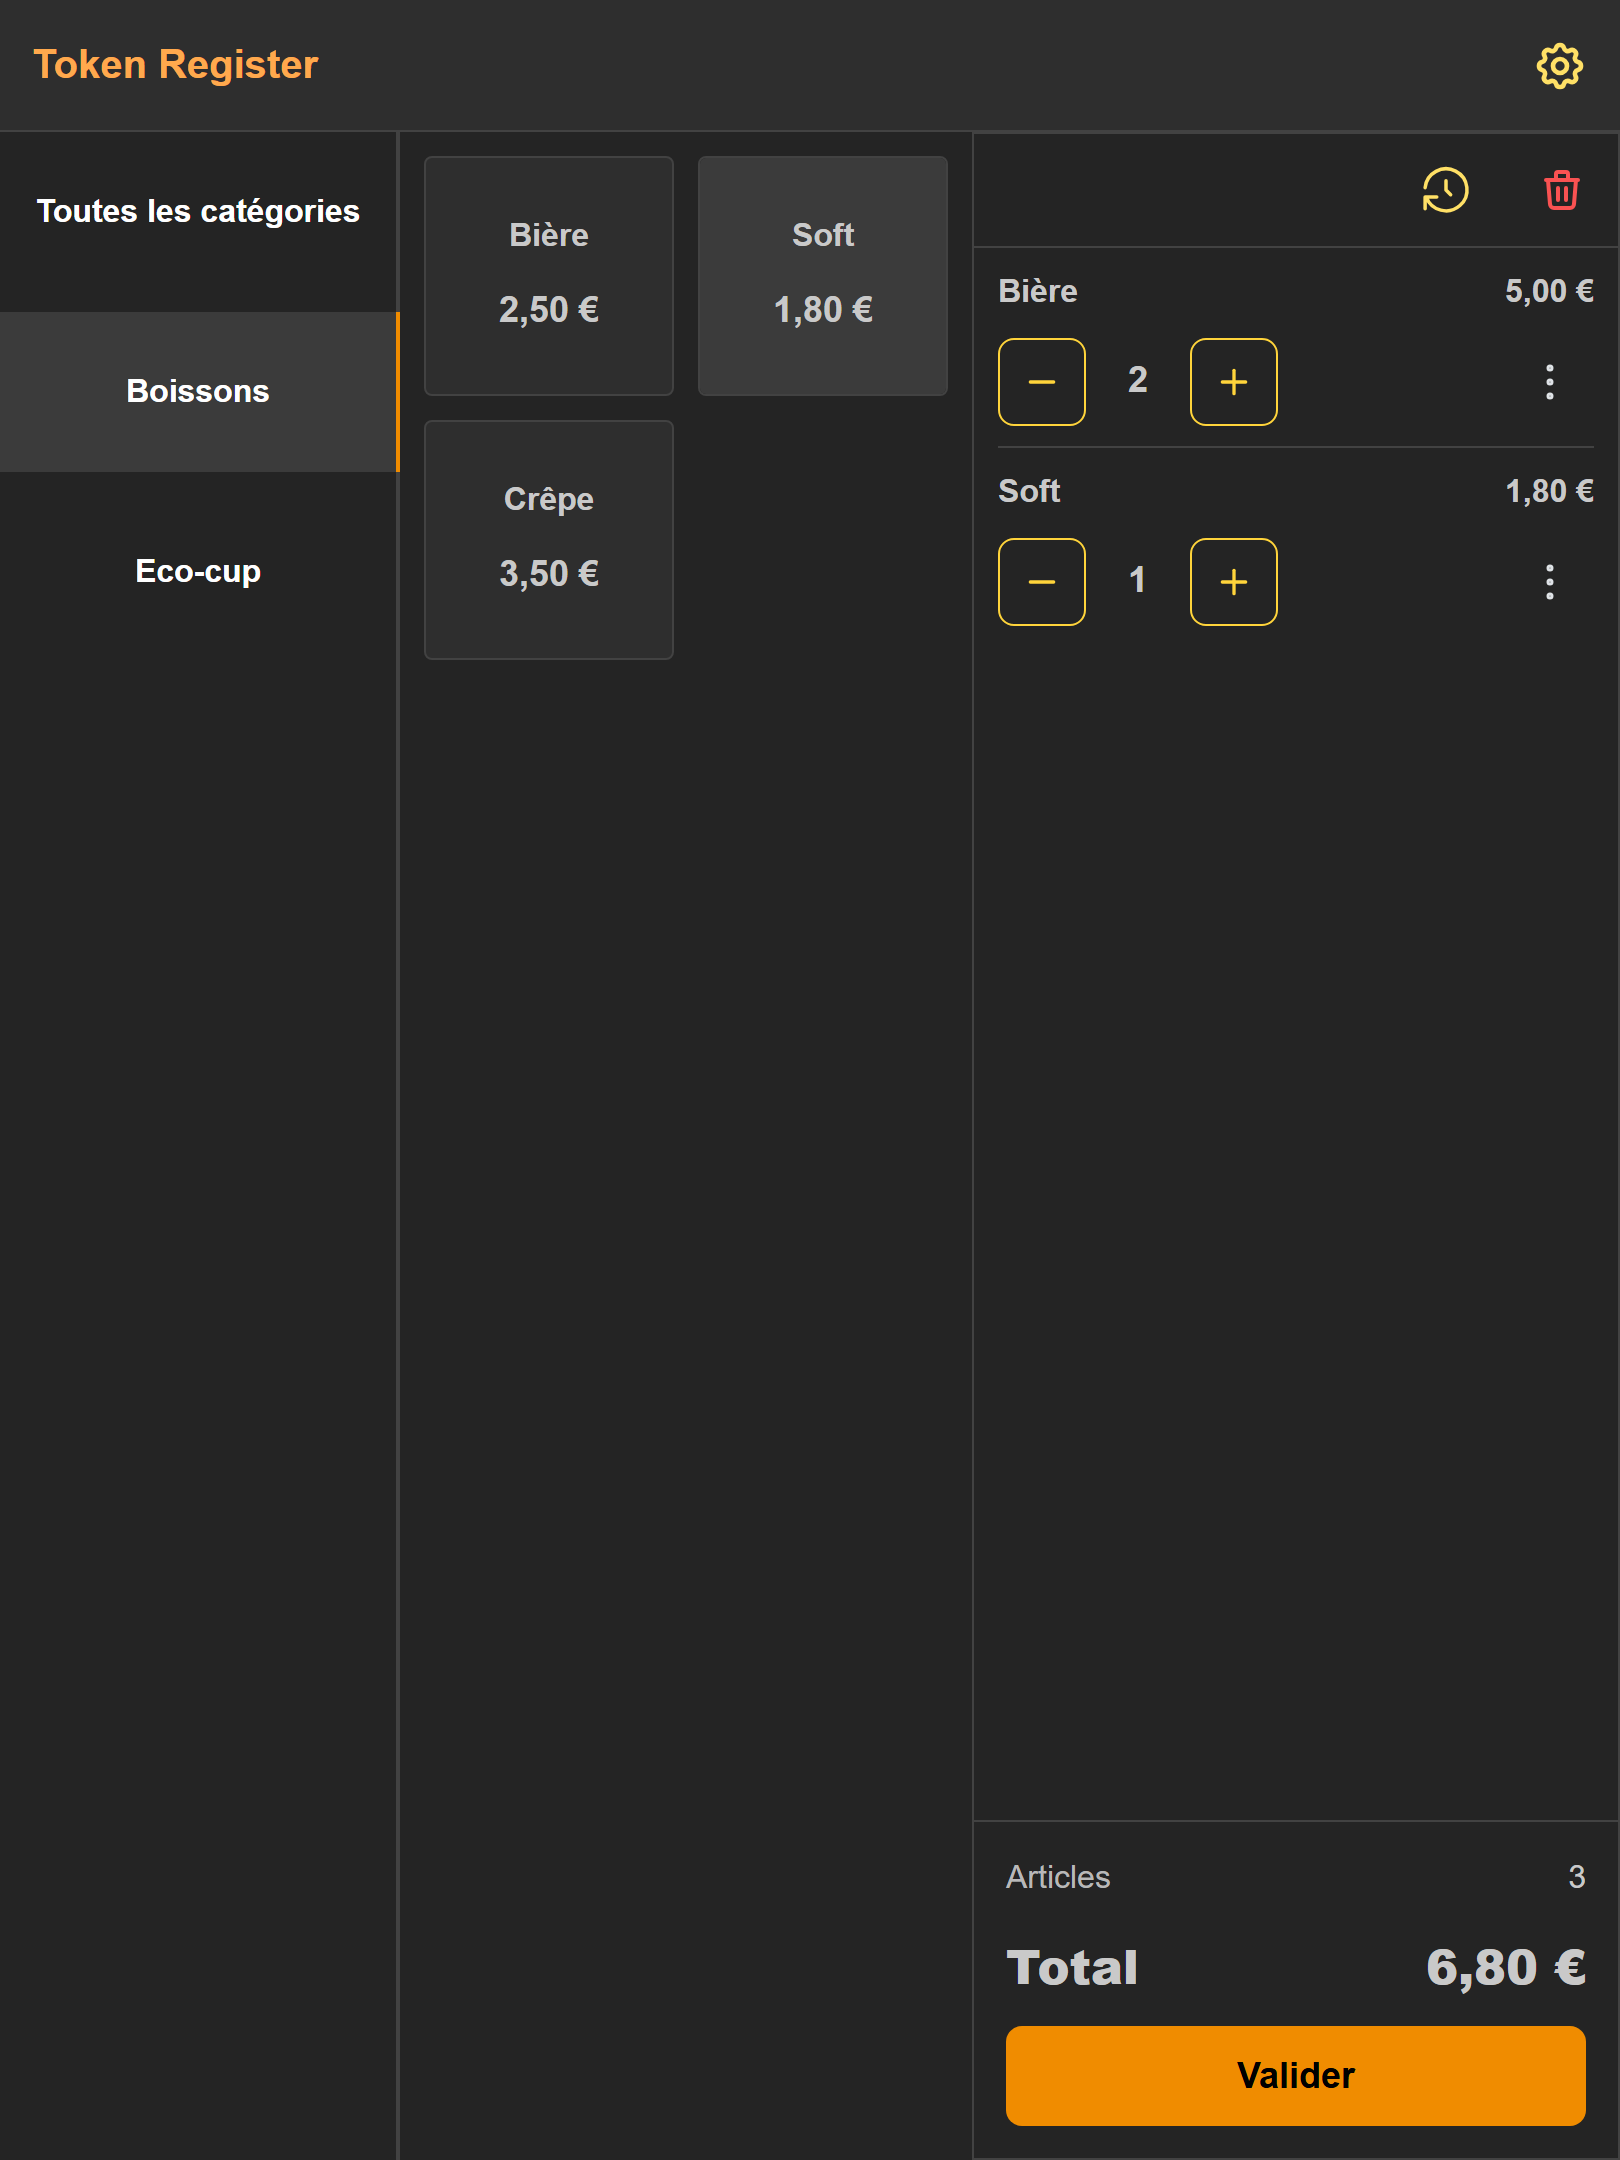 Token Register
Toutes les catégories
Boissons
Eco-cup
Bière
2,50 €
Soft
1,80 €
Crêpe
3,50 €
Bière 5,00 €
2
Soft 1,80 €
1
Articles 3
Total 6,80 €
Valider